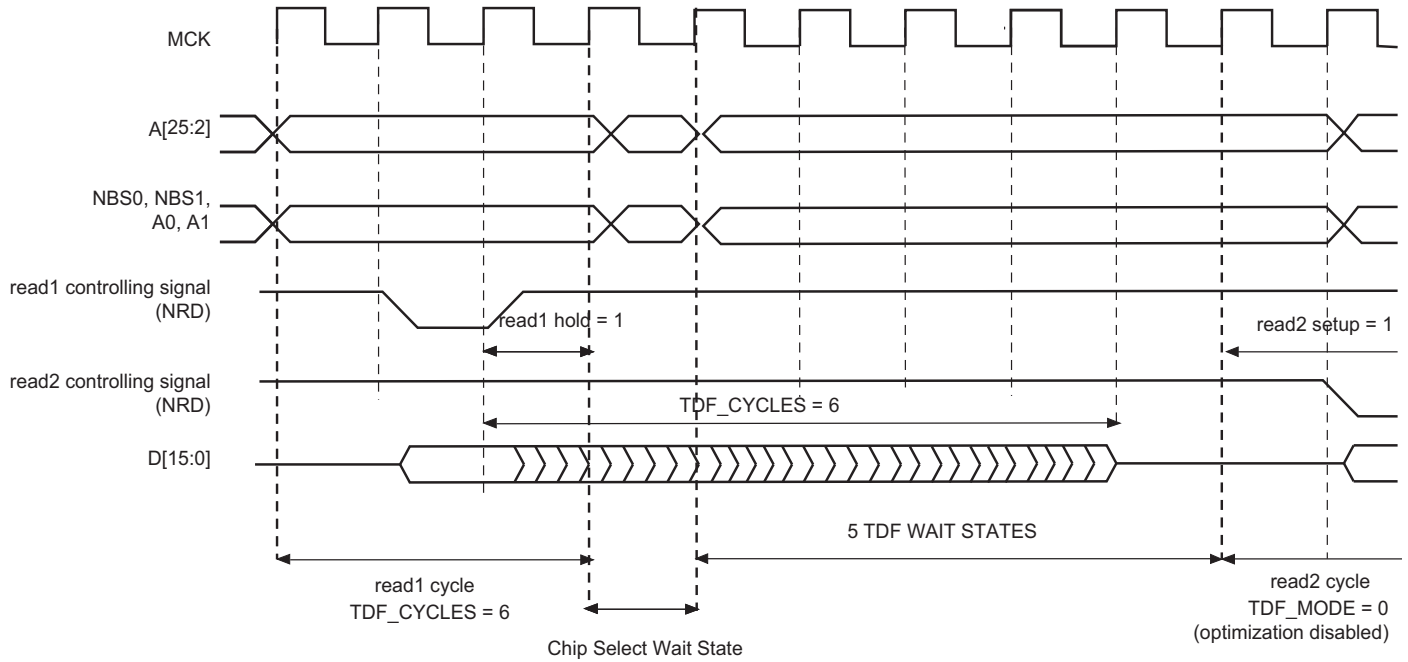 MCK
A[25:2]
NBS0, NBS1,
A0, A1
read1 controlling signal
(NRD)
read1 hold = 1
read2 setup = 1
read2 controlling signal
(NRD)
TDF_CYCLES = 6
D[15:0]
5 TDF WAIT STATES
read1 cycle
TDF_CYCLES = 6
read2 cycle
TDF_MODE = 0
(optimization disabled)
Chip Select Wait State